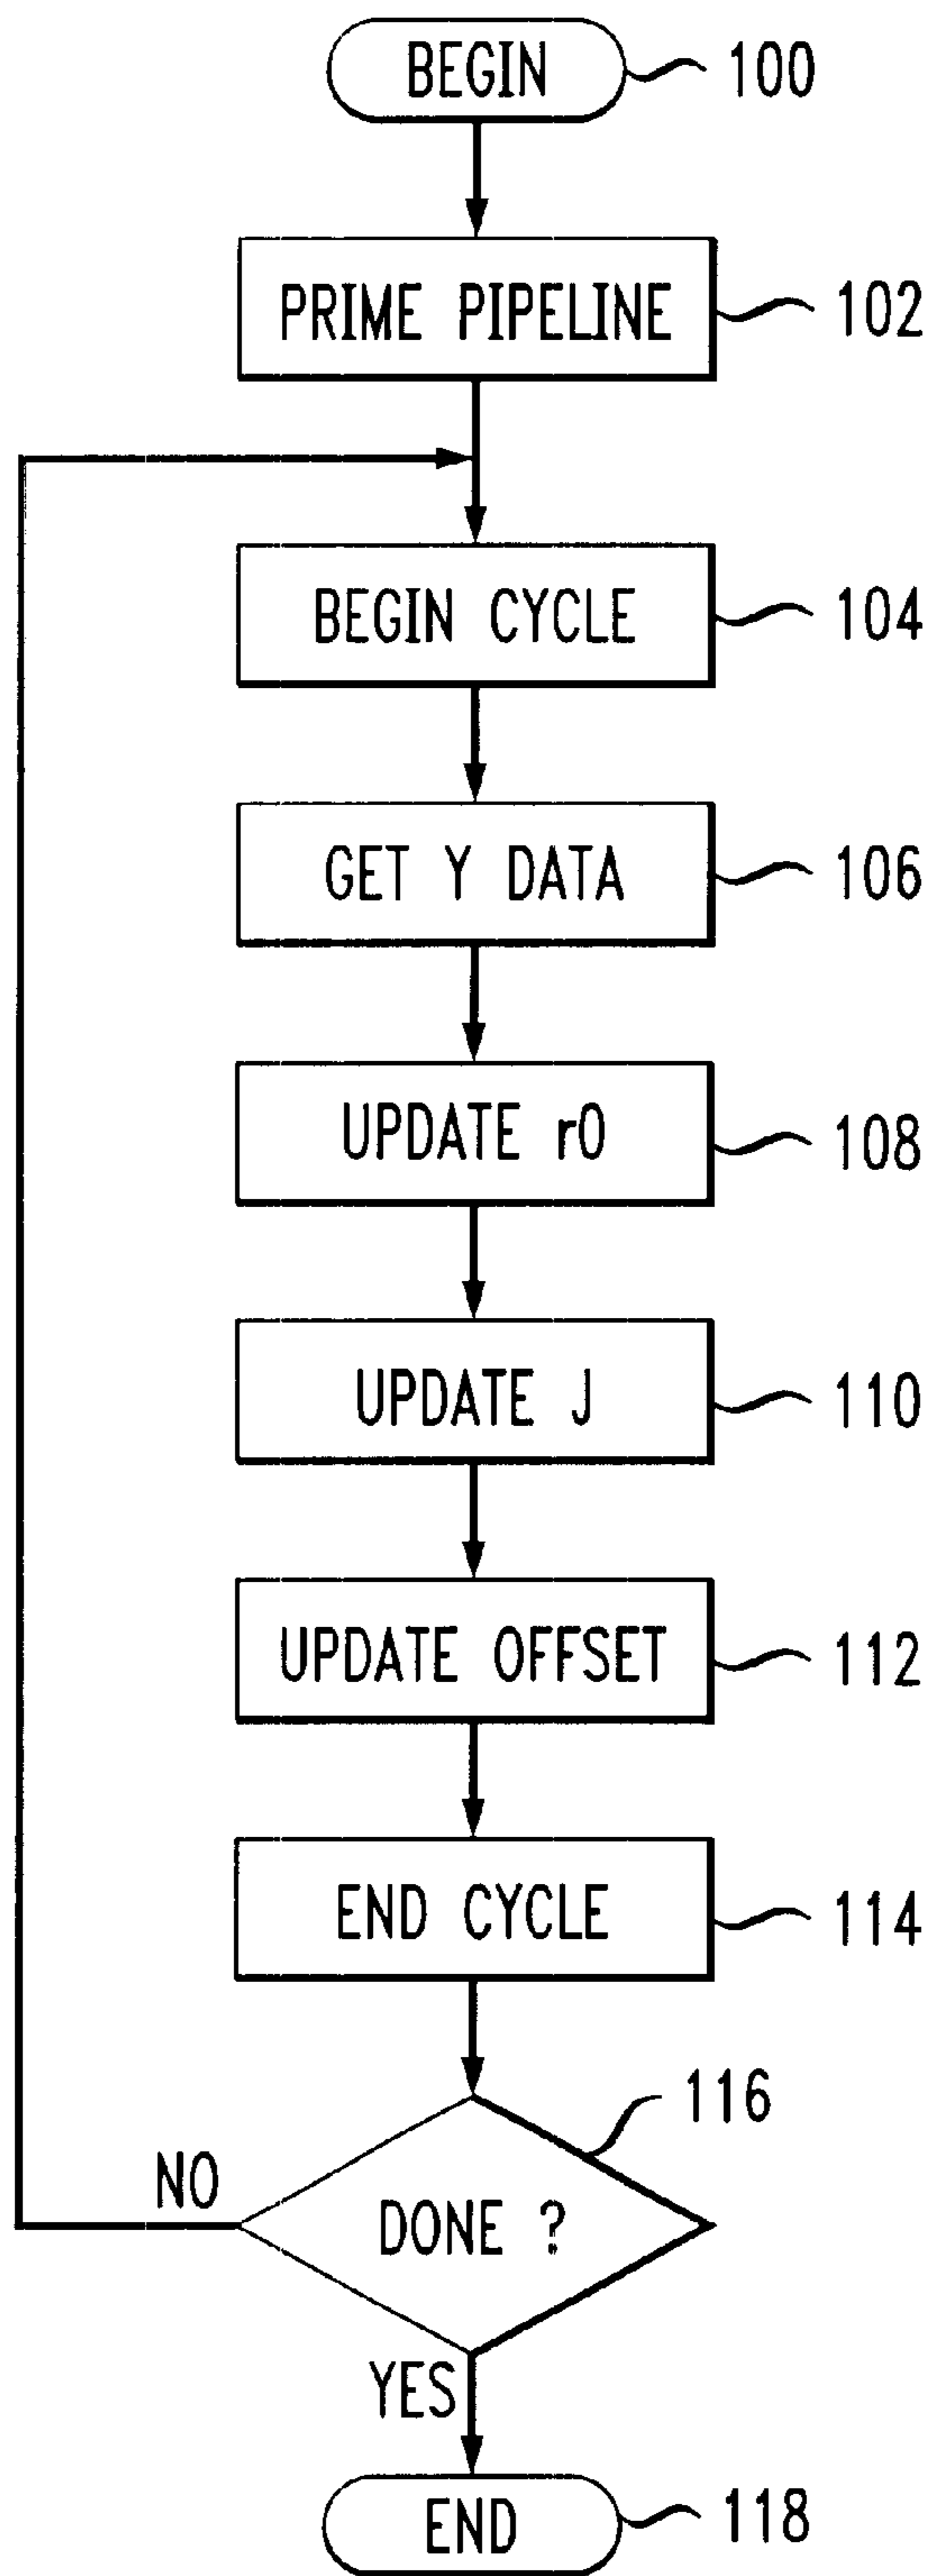 BEGIN 100
PRIME PIPELINE 102
BEGIN CYCLE 104
GET Y DATA 106
UPDATE r0 108
UPDATE J 110
UPDATE OFFSET 112
END CYCLE 114
116
NO
DONE ?
YES
END 118